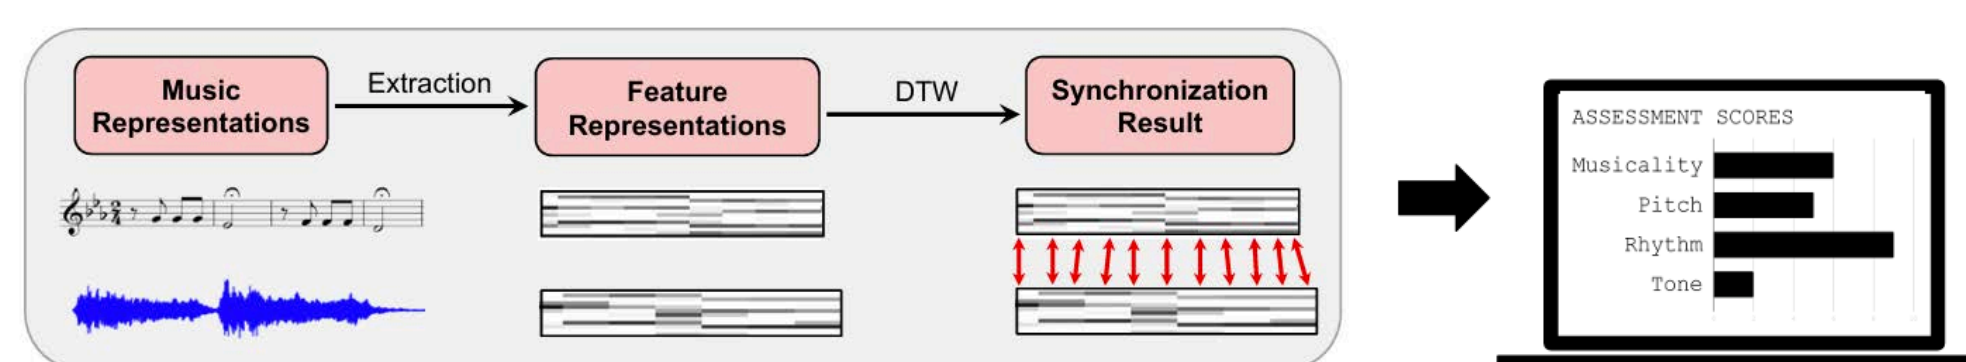 Music
Representations
Extraction
Feature
Representations
DTW
Synchronization
Result
ASSESSMENT SCORES
Musicality
Pitch
Rhythm
Tone